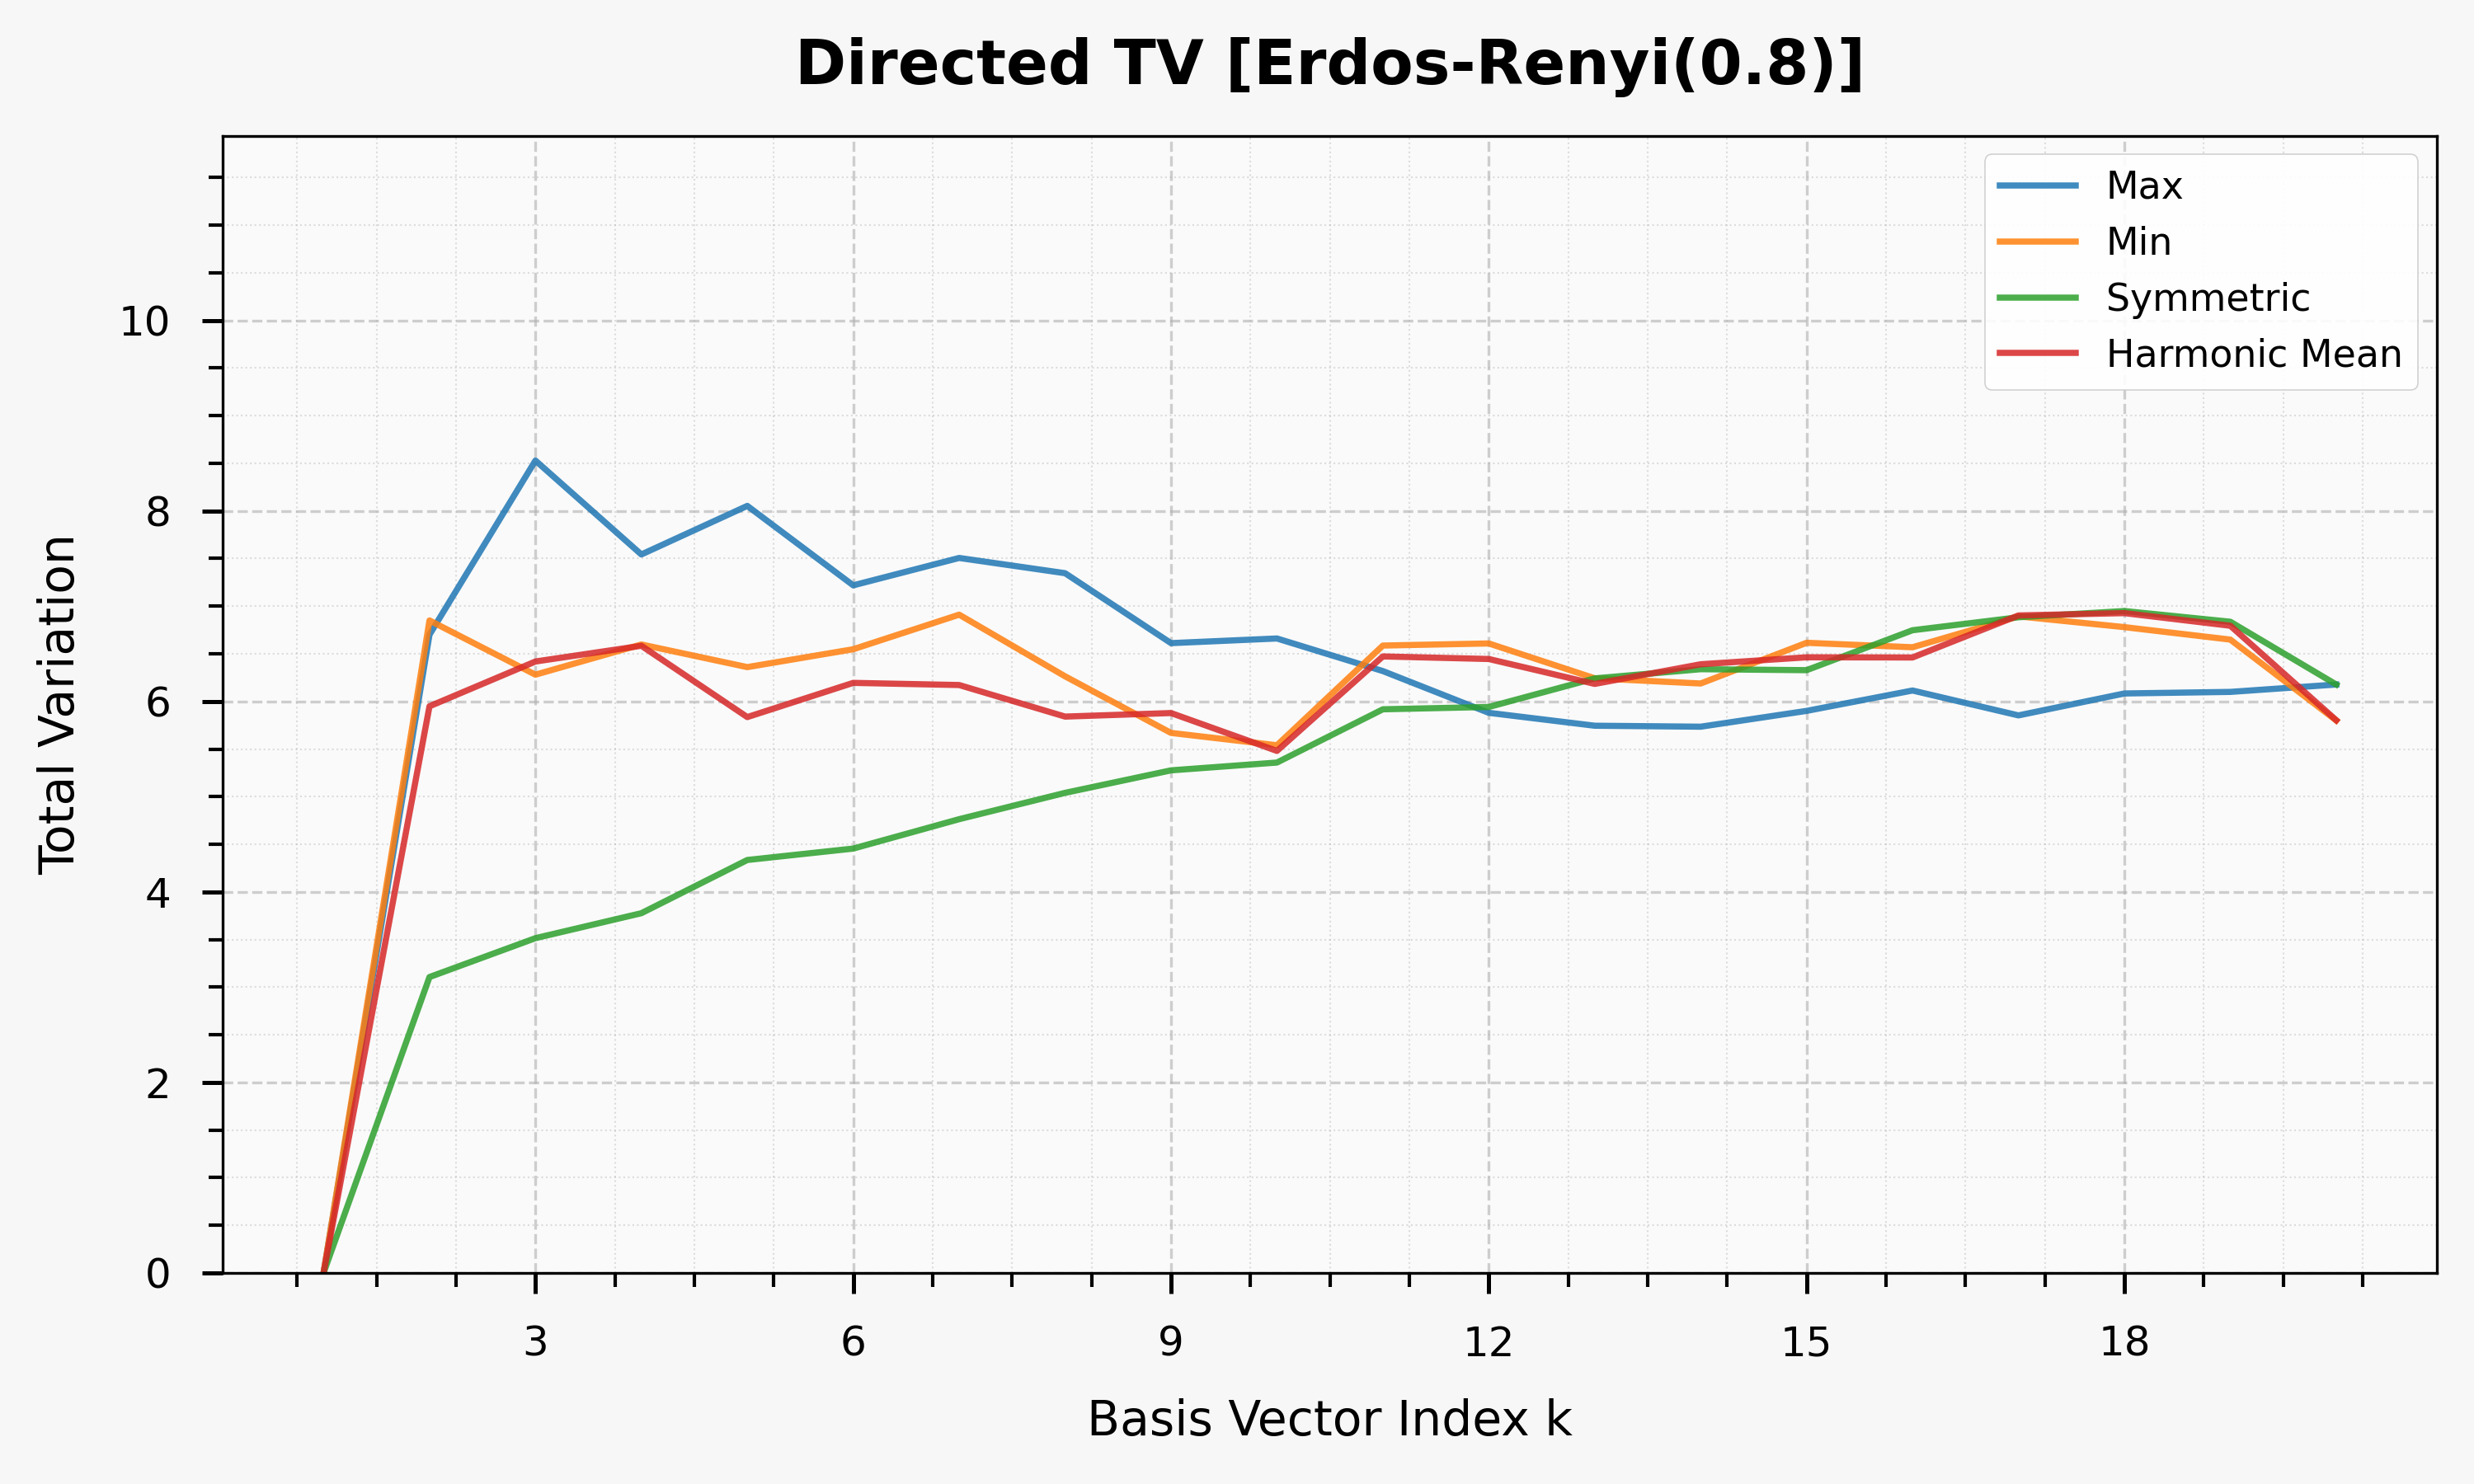 Directed TV [Erdos-Renyi(0.8)]
Max
Min
Symmetric
Harmonic Mean
Total Variation
10
8
6
4
2
0
3 6 9 12 15 18
Basis Vector Index k